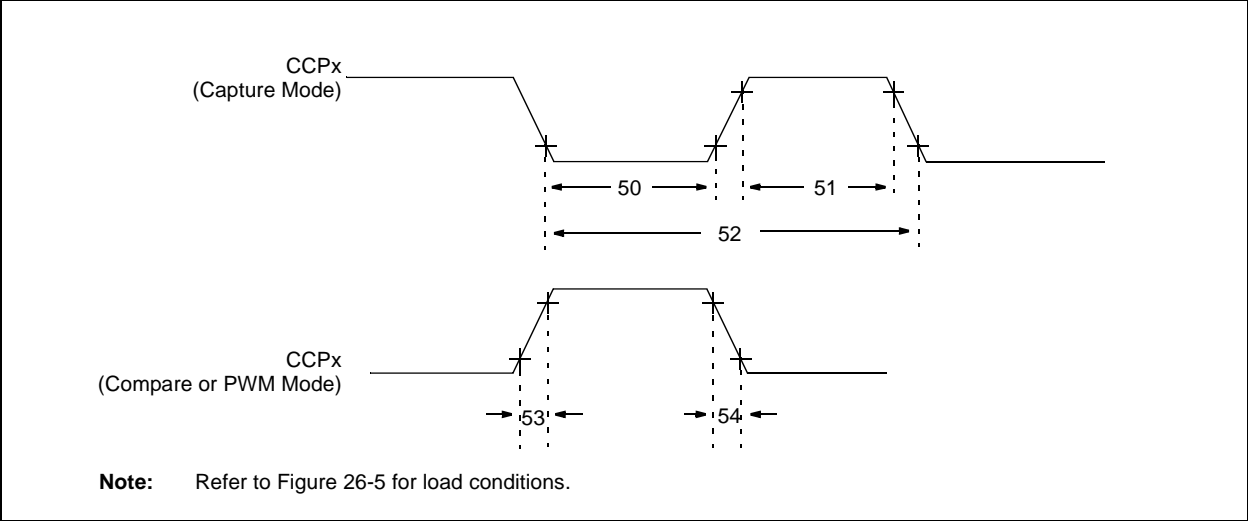 CCPx
(Capture Mode)
50
51
52
CCPx
(Compare or PWM Mode)
53
54
Note: Refer to Figure 26-5 for load conditions.